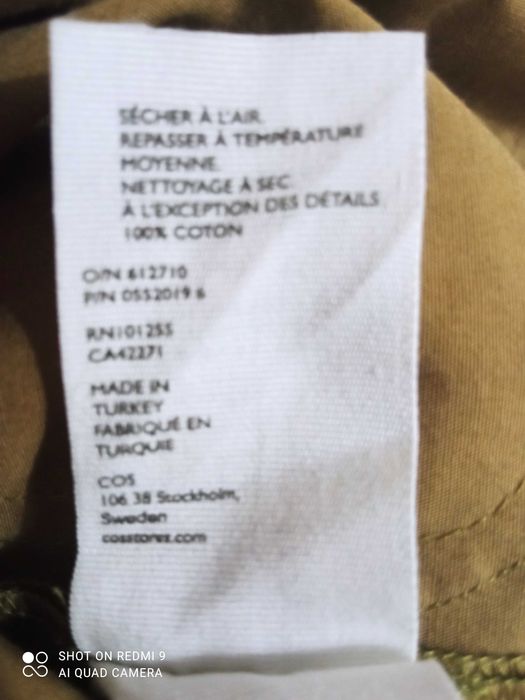 SÉCHER À L'AIR
REPASSER À TEMPÉRATURE
MOYENNE
NETTOYAGE À SEC
À L'EXCEPTION DES DÉTAILS
100% COTON
O/N 612710
P/N 0552019 6
RN101255
CA42271
MADE IN
TURKEY
FABRIQUÉ EN
TURQUIE
COS
106 38 Stockholm,
Sweden
cosstores.com
SHOT ON REDMI 9
AI QUAD CAMERA